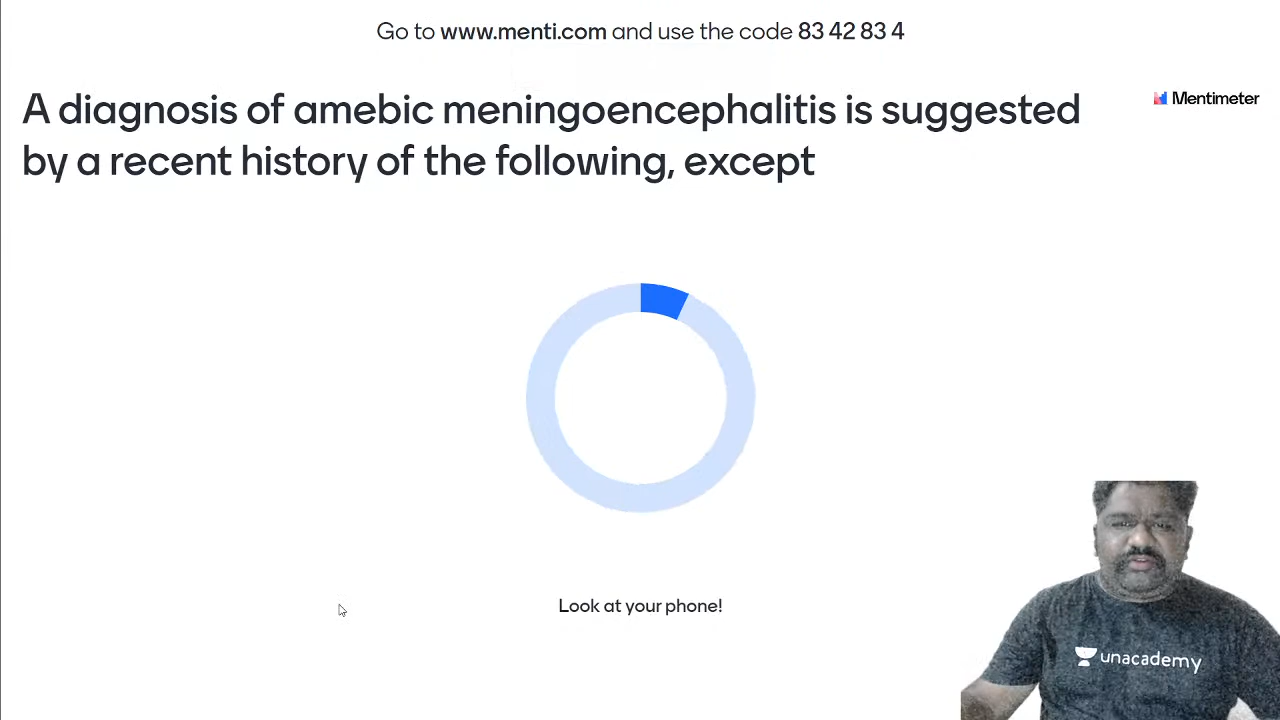 Go to www.menti.com and use the code 83 42 83 4
A diagnosis of amebic meningoencephalitis is suggested
by a recent history of the following, except
Mentimeter
Look at your phone!
unacademy